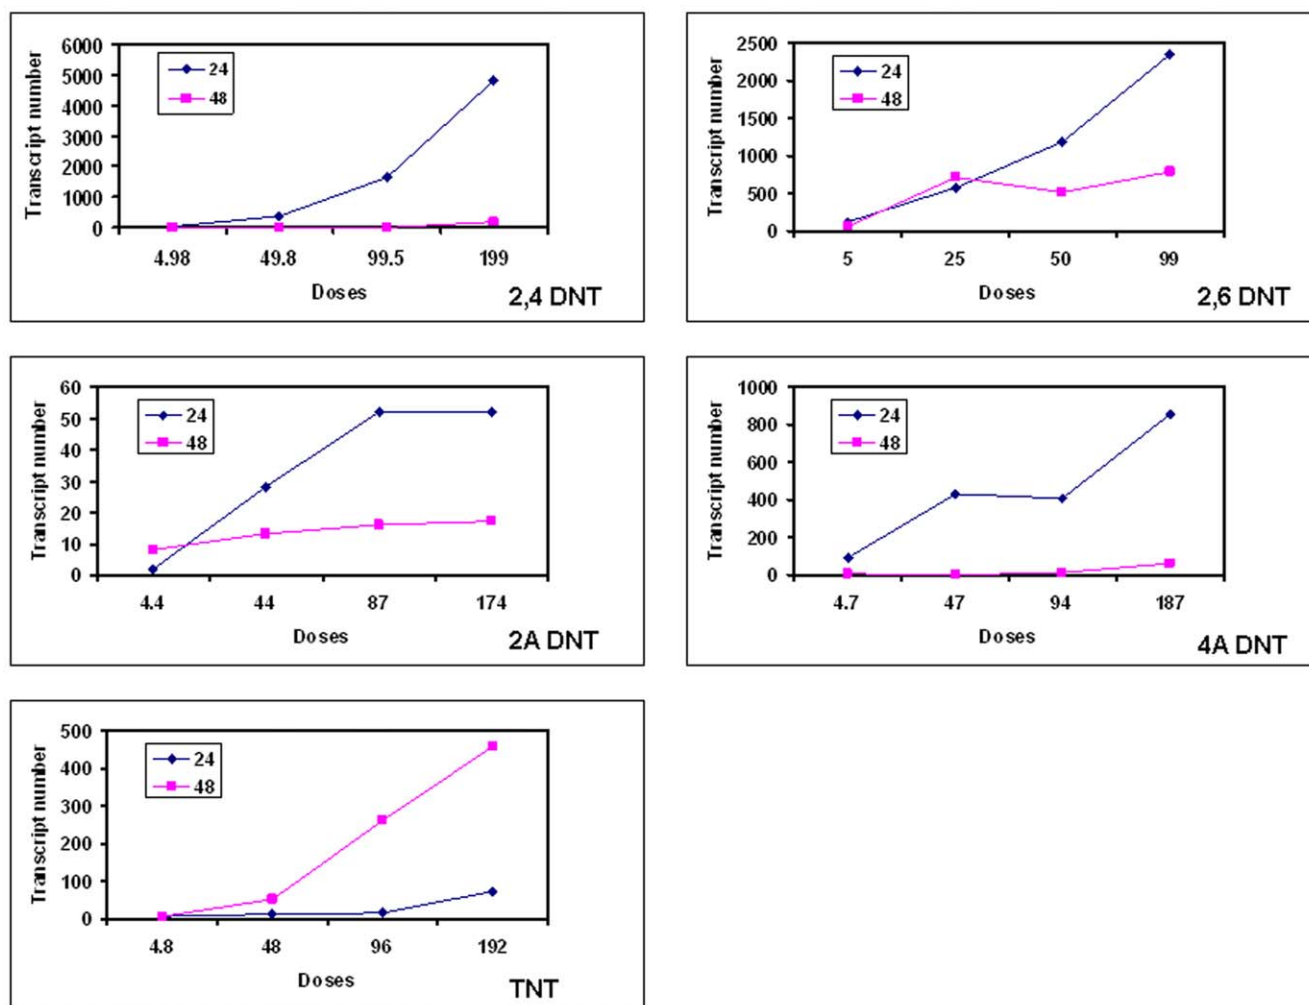 6000
5000
4000
3000
2000
1000
0
Transcript number
24
48
4.98 49.8 99.5 199
Doses
2,4 DNT
2500
2000
1500
1000
500
0
Transcript number
24
48
5 25 50 99
Doses
2,6 DNT
60
50
40
30
20
10
0
Transcript number
24
48
4.4 44 87 174
Doses
2A DNT
1000
800
600
400
200
0
Transcript number
24
48
4.7 47 94 187
Doses
4A DNT
500
400
300
200
100
0
Transcript number
24
48
4.8 48 96 192
Doses
TNT